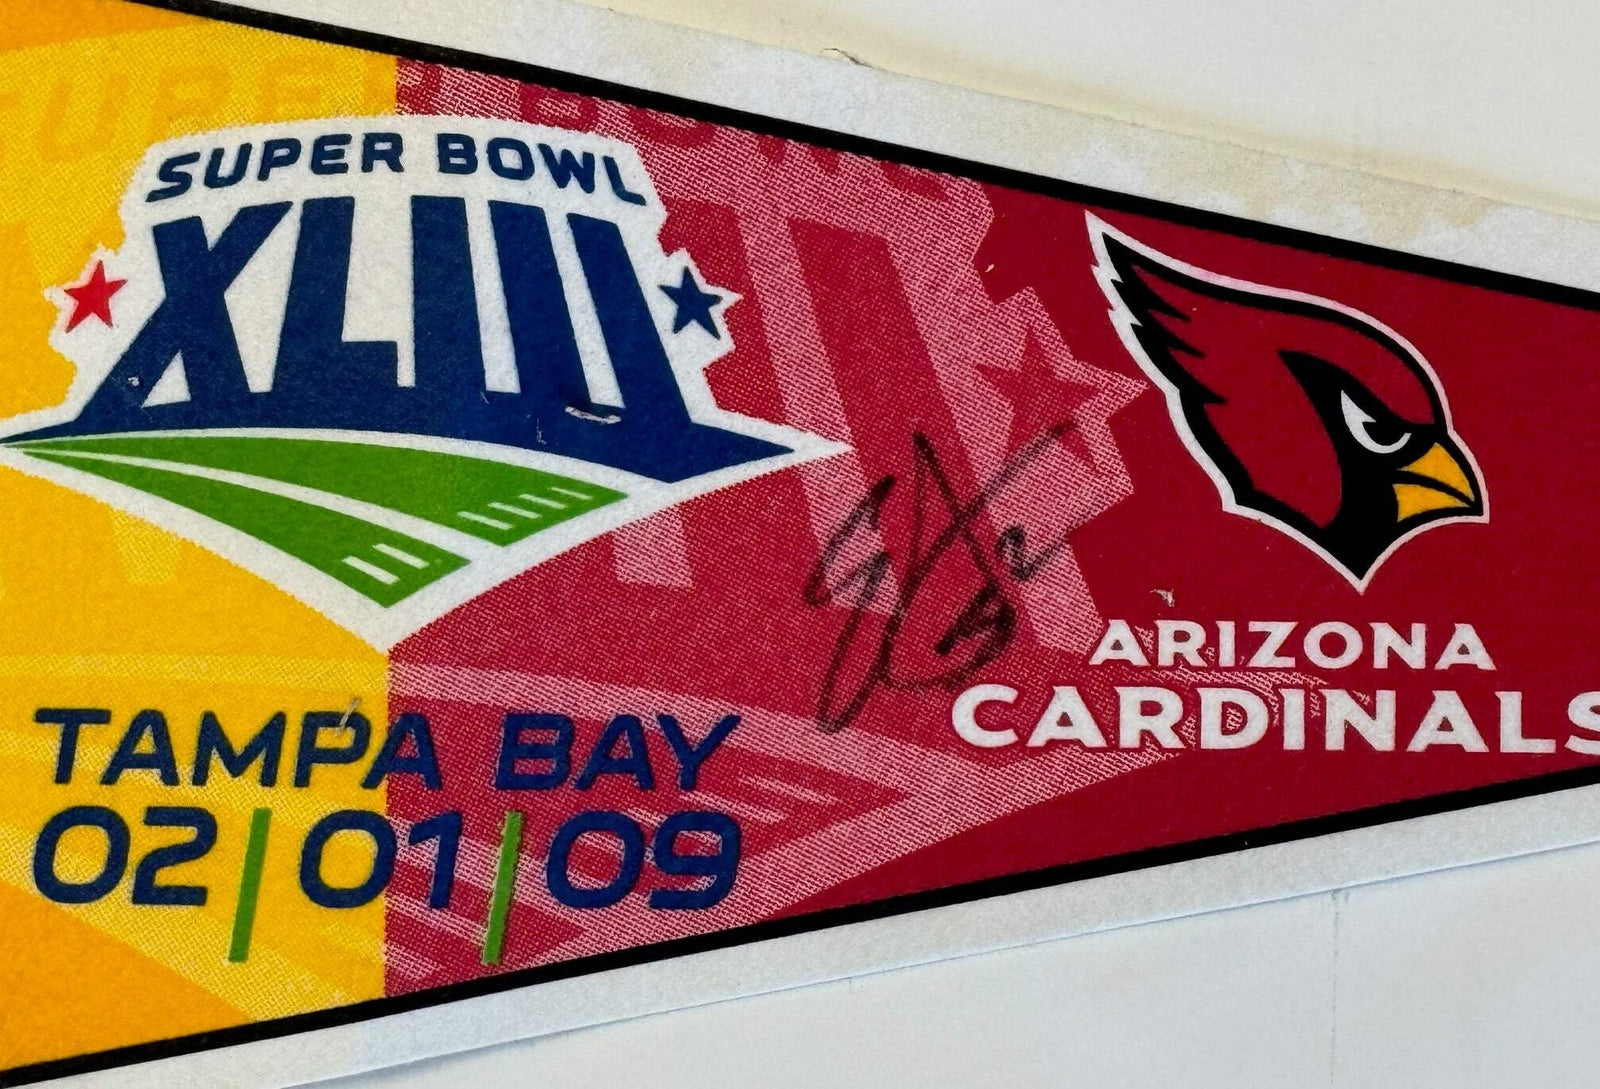 SUPER BOWL
XLIII
TAMPA BAY
02|01|09
ARIZONA
CARDINALS